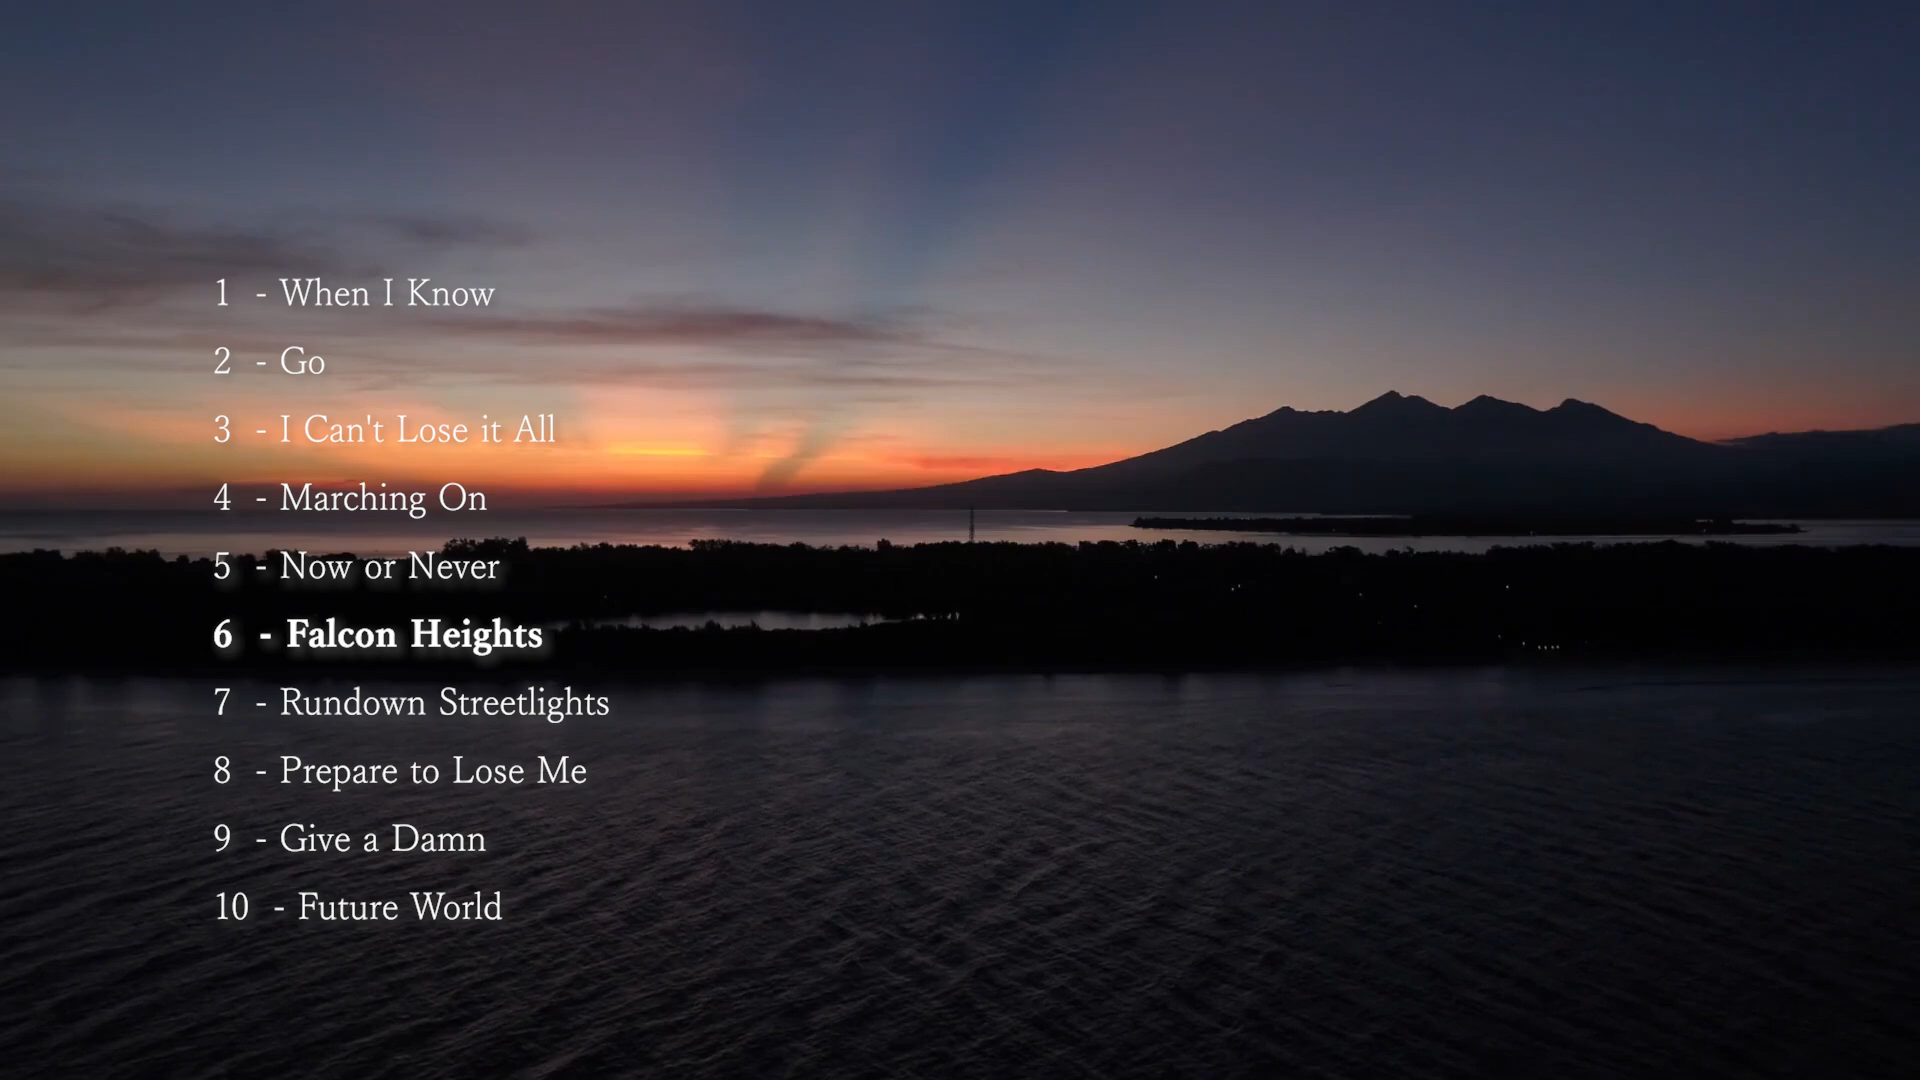 1 - When I Know
2 - Go
3 - I Can't Lose it All
4 - Marching On
5 - Now or Never
6 - Falcon Heights
7 - Rundown Streetlights
8 - Prepare to Lose Me
9 - Give a Damn
10 - Future World